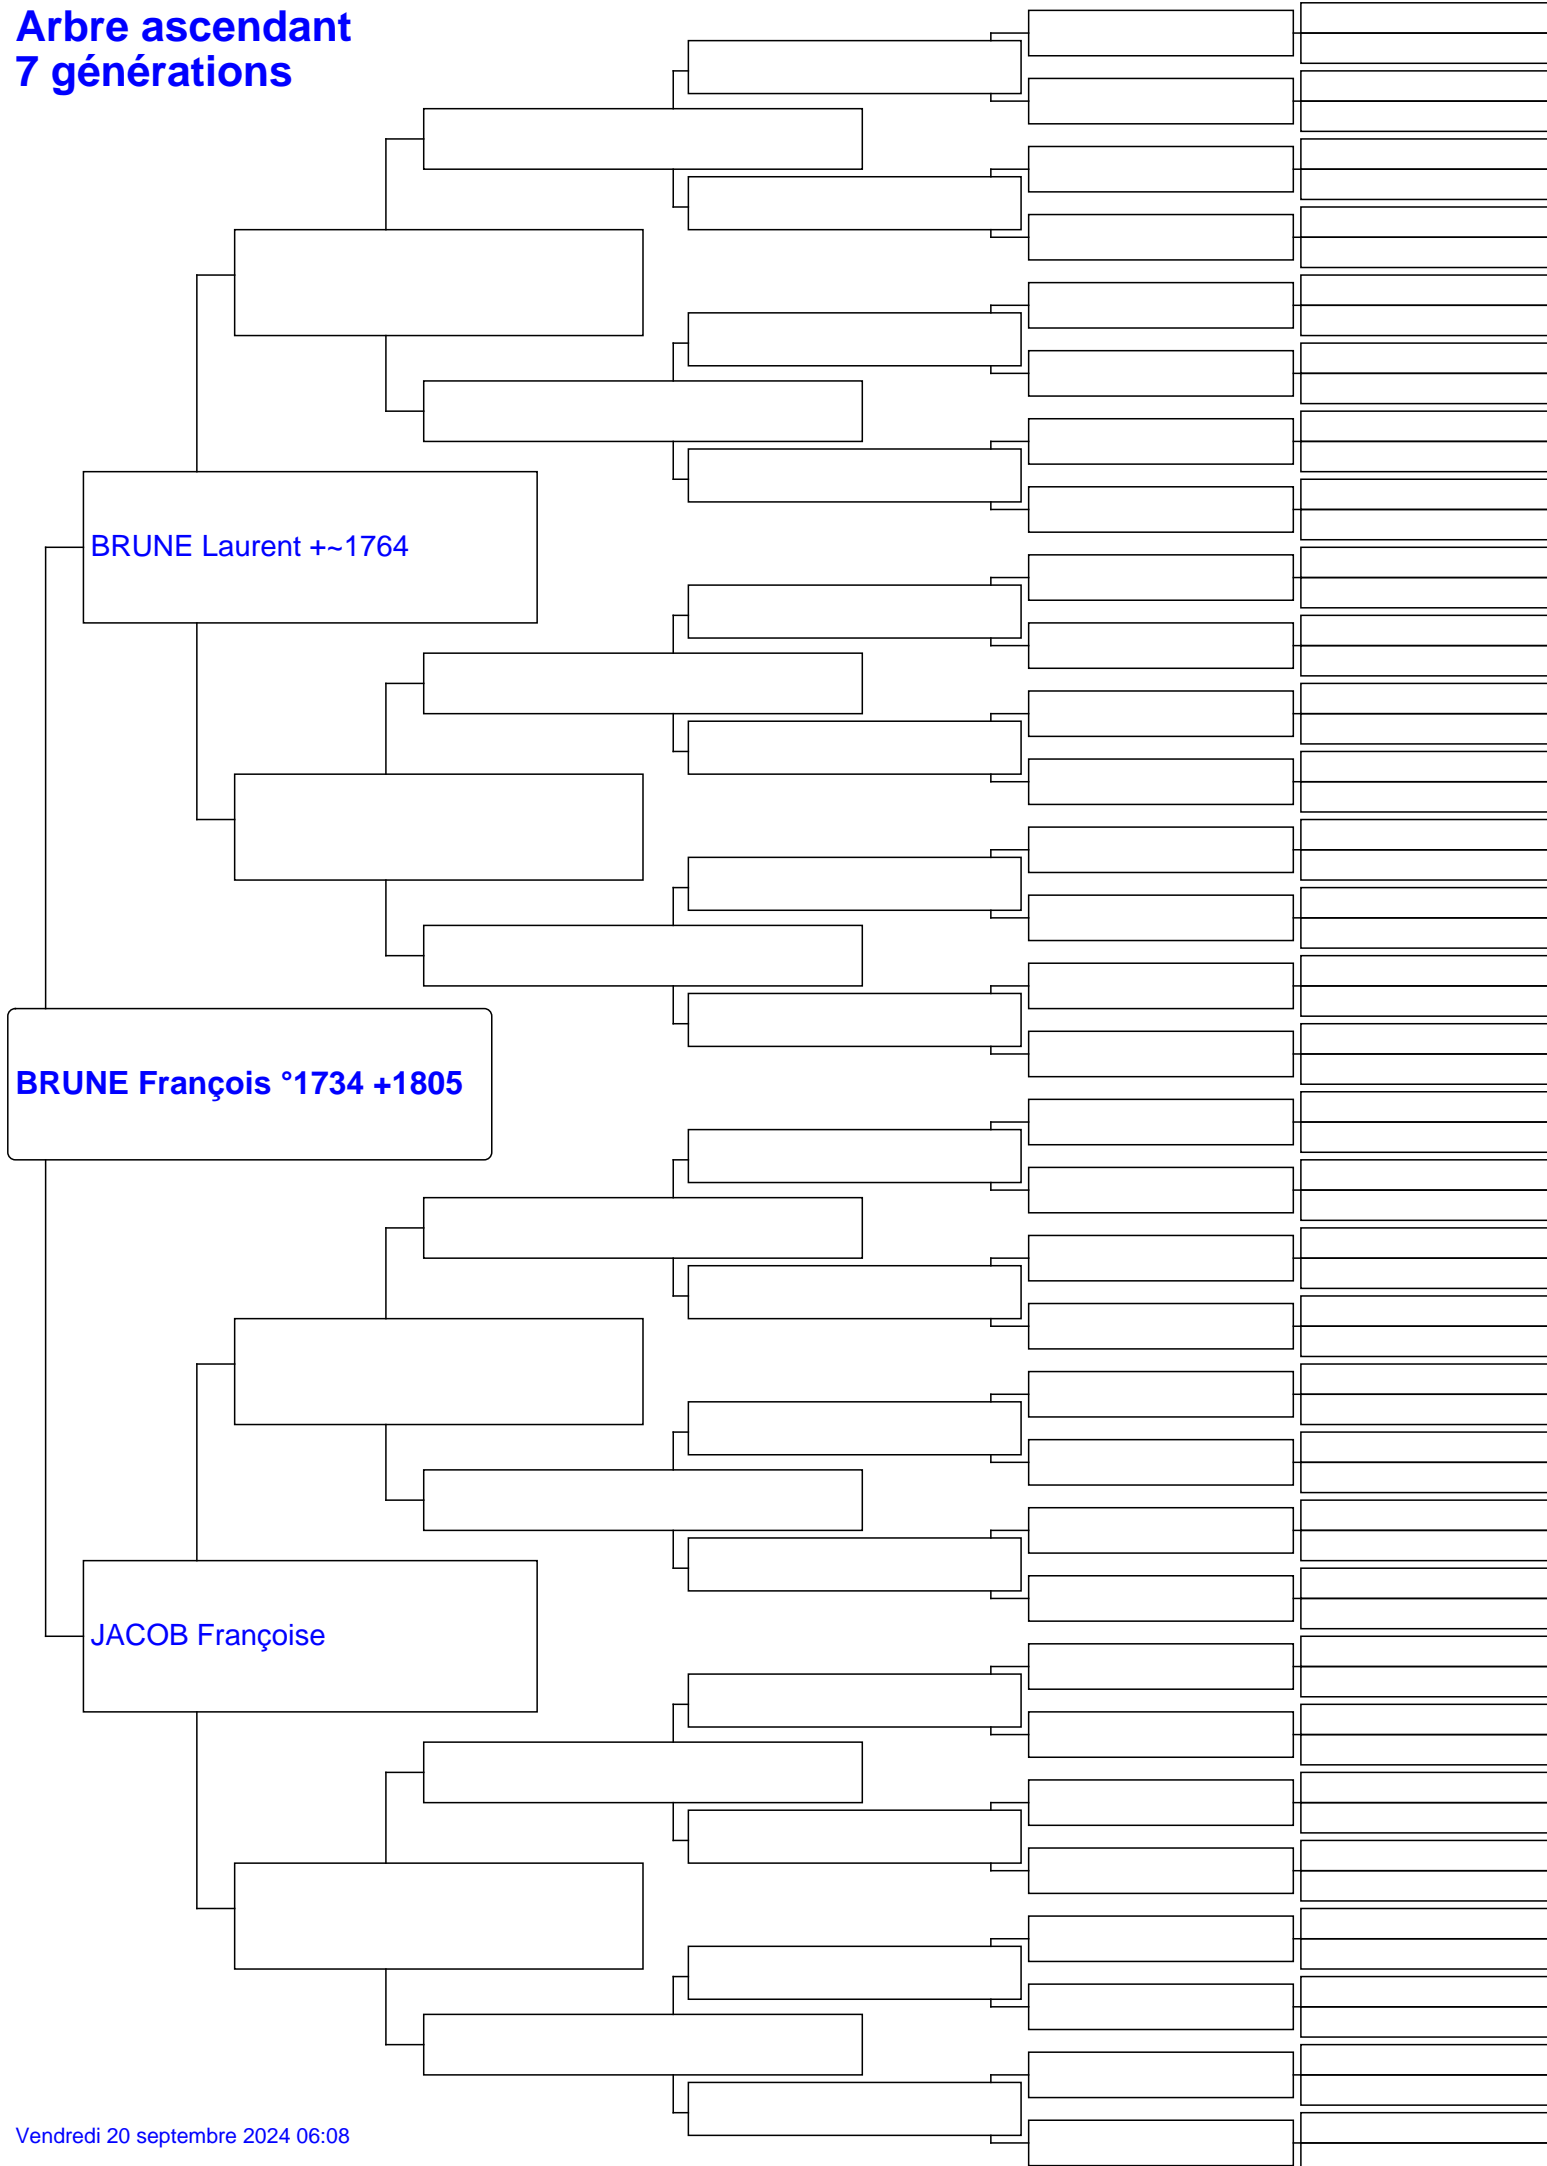 Arbre ascendant
7 générations
BRUNE Laurent +~1764
BRUNE François °1734 +1805
JACOB Françoise
Vendredi 20 septembre 2024 06:08